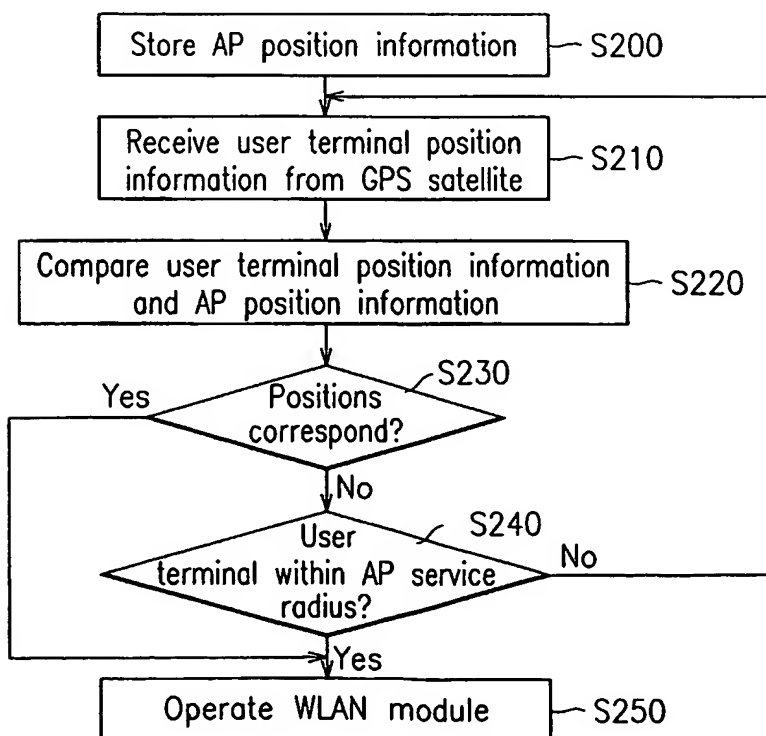 Store AP position information
S200
Receive user terminal position
information from GPS satellite
S210
Compare user terminal position information
and AP position information
S220
S230
Yes
Positions
correspond?
No
S240
User
terminal within AP service
radius?
No
Yes
Operate WLAN module
S250